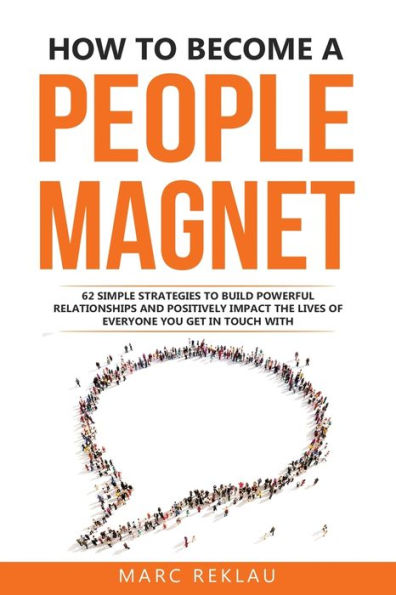 HOW TO BECOME A
PEOPLE
MAGNET
62 SIMPLE STRATEGIES TO BUILD POWERFUL
RELATIONSHIPS AND POSITIVELY IMPACT THE LIVES OF
EVERYONE YOU GET IN TOUCH WITH
MARC REKLAU